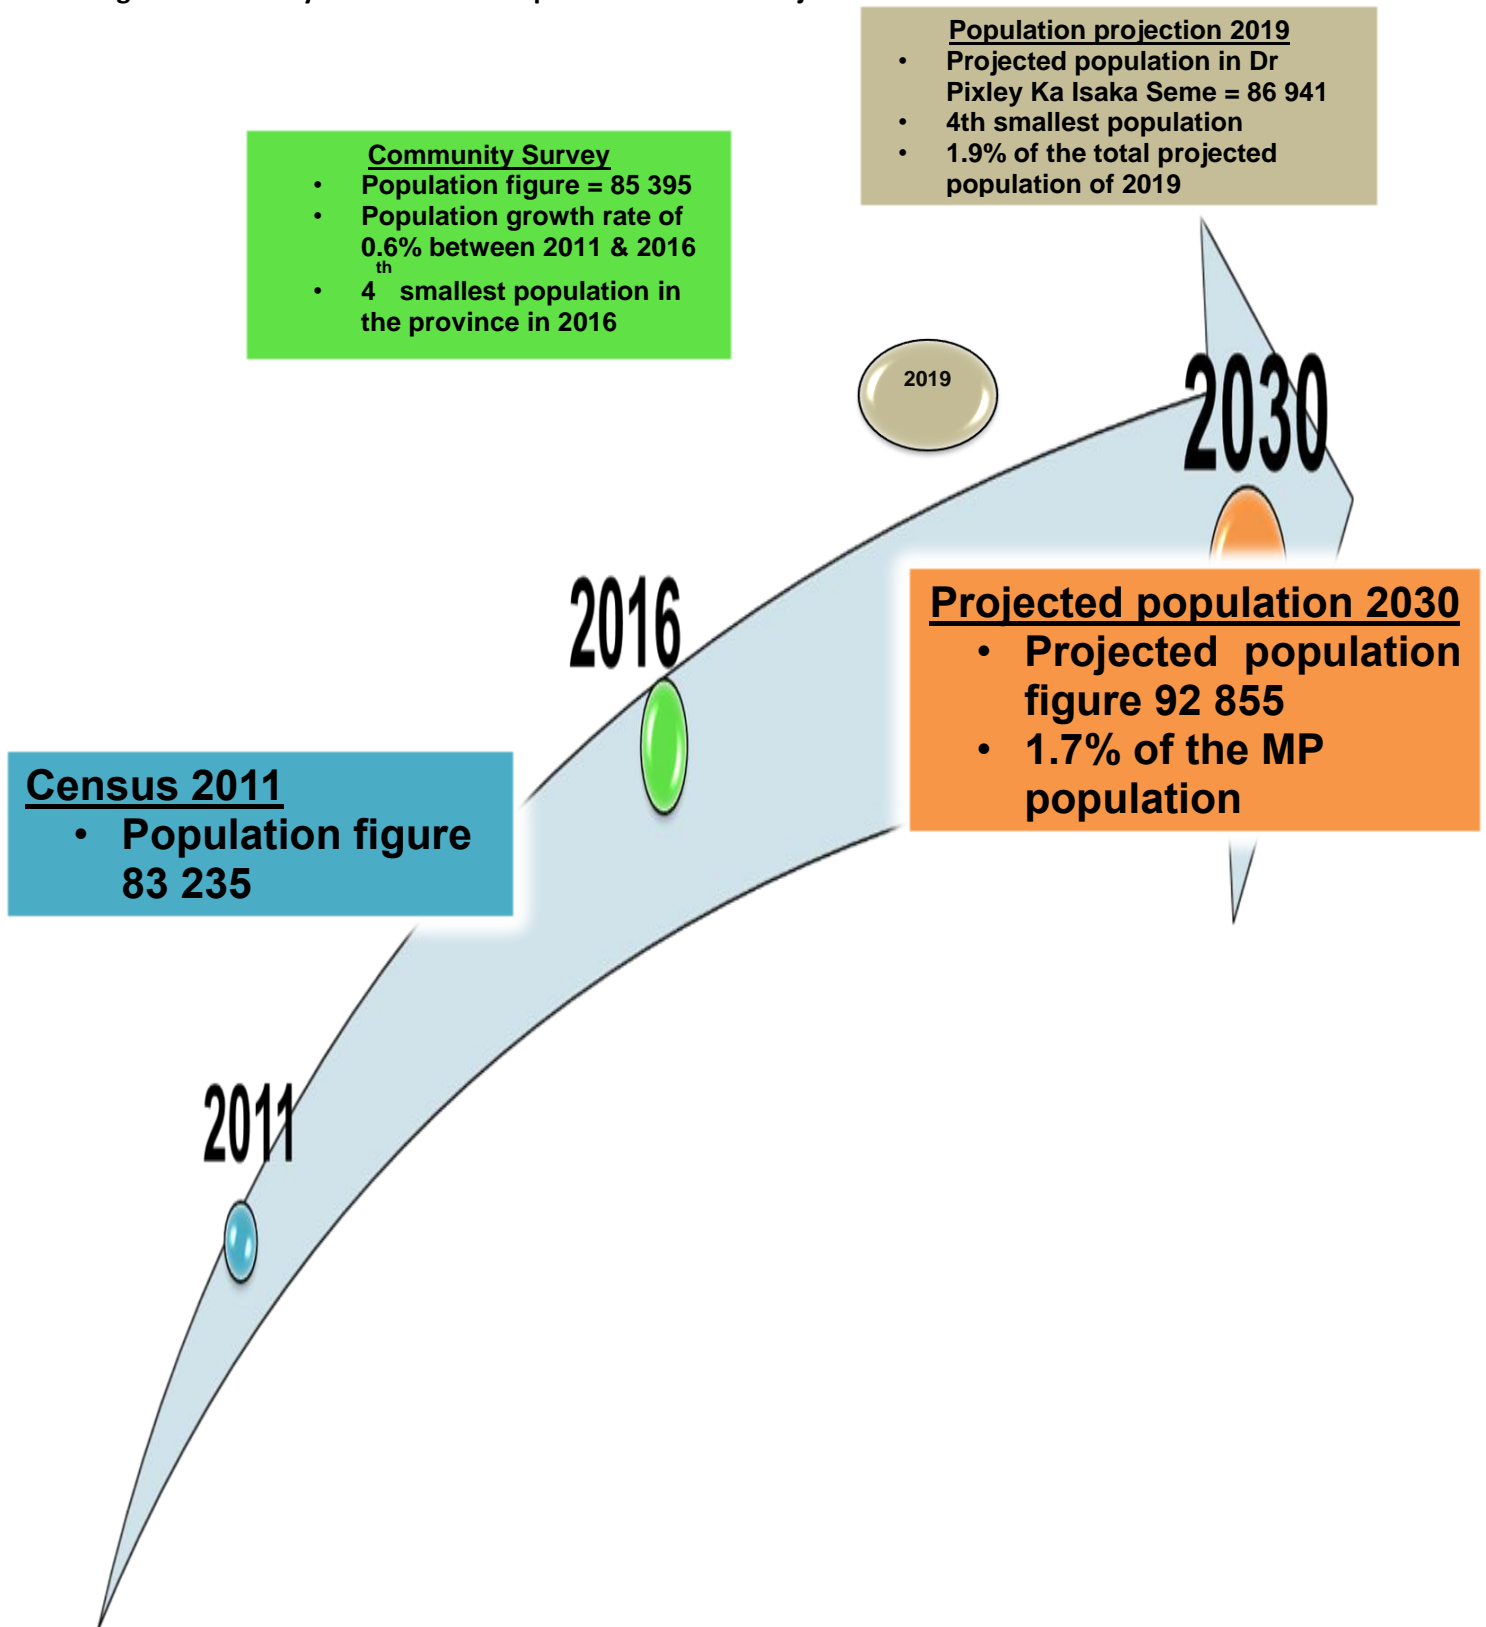 Population projection 2019
• Projected population in Dr
Pixley Ka Isaka Seme = 86 941
• 4th smallest population
• 1.9% of the total projected
population of 2019
Community Survey
• Population figure = 85 395
• Population growth rate of
0.6% between 2011 & 2016
• 4th smallest population in
the province in 2016
2019
2030
2016
Projected population 2030
• Projected population
figure 92 855
• 1.7% of the MP
population
Census 2011
• Population figure
83 235
2011